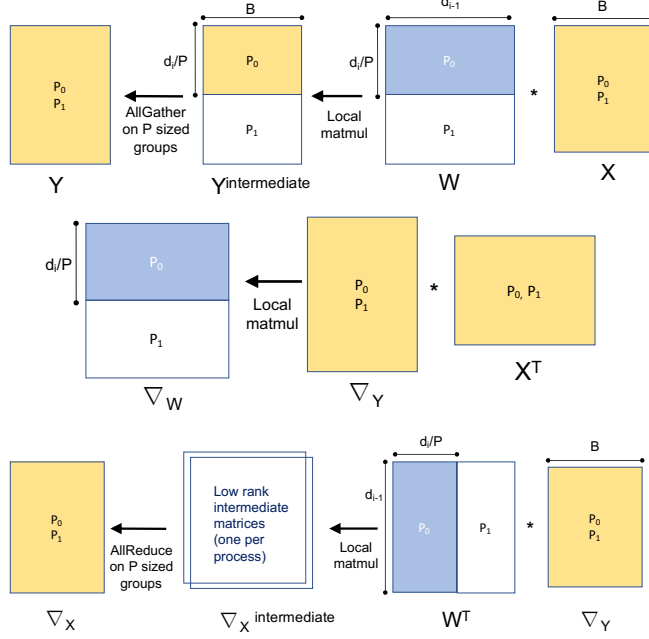 B
d_{i-1}
B
d_i/P
P_0
d_i/P
P_0
P_0
P_1
P_0
P_1
AllGather
on P sized
groups
P_1
Local
matmul
P_1
*
Y
Y^{intermediate}
W
X
d_i/P
P_0
P_1
Local
matmul
P_0
P_1
*
P_0, P_1
∇_W
∇_Y
X^T
d_i/P
B
P_0
P_1
AllReduce
on P sized
groups
Low rank
intermediate
matrices
(one per
process)
Local
matmul
d_{i-1}
P_0
P_1
*
P_0
P_1
∇_X
∇_X^{intermediate}
W^T
∇_Y